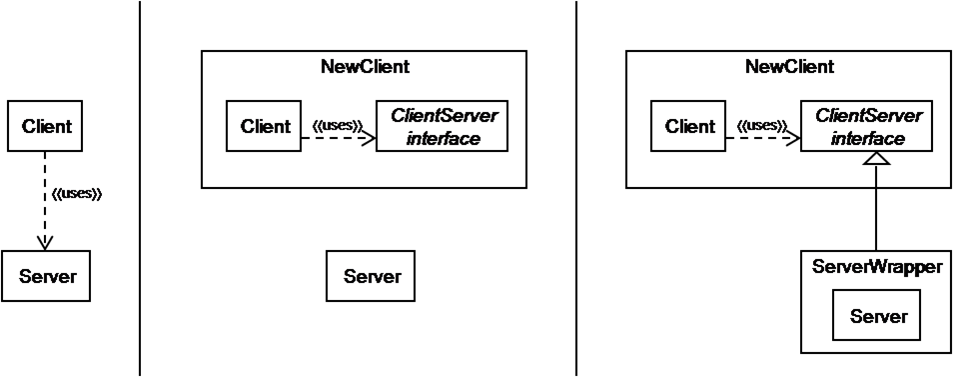 Client
⟪uses⟫
Server
NewClient
Client
⟪uses⟫
ClientServer
interface
Server
NewClient
Client
⟪uses⟫
ClientServer
interface
ServerWrapper
Server